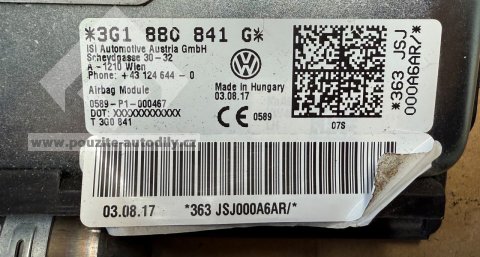 *3G1 880 841 G*
iSi Automotive Austria GmbH
Scheydgasse 30 - 32
A - 1210 Wien
Phone: + 43 124 644 - 0
Airbag Module
0589 - P1 - 000467
DOT: XXXXXXXXXXXX
T 3G0 841
Made in Hungary
03.08.17
CE 0589
07S
*363 JSJ
000A6AR/*
www.pouzite-autodily.cz
03.08.17 *363 JSJ000A6AR/*